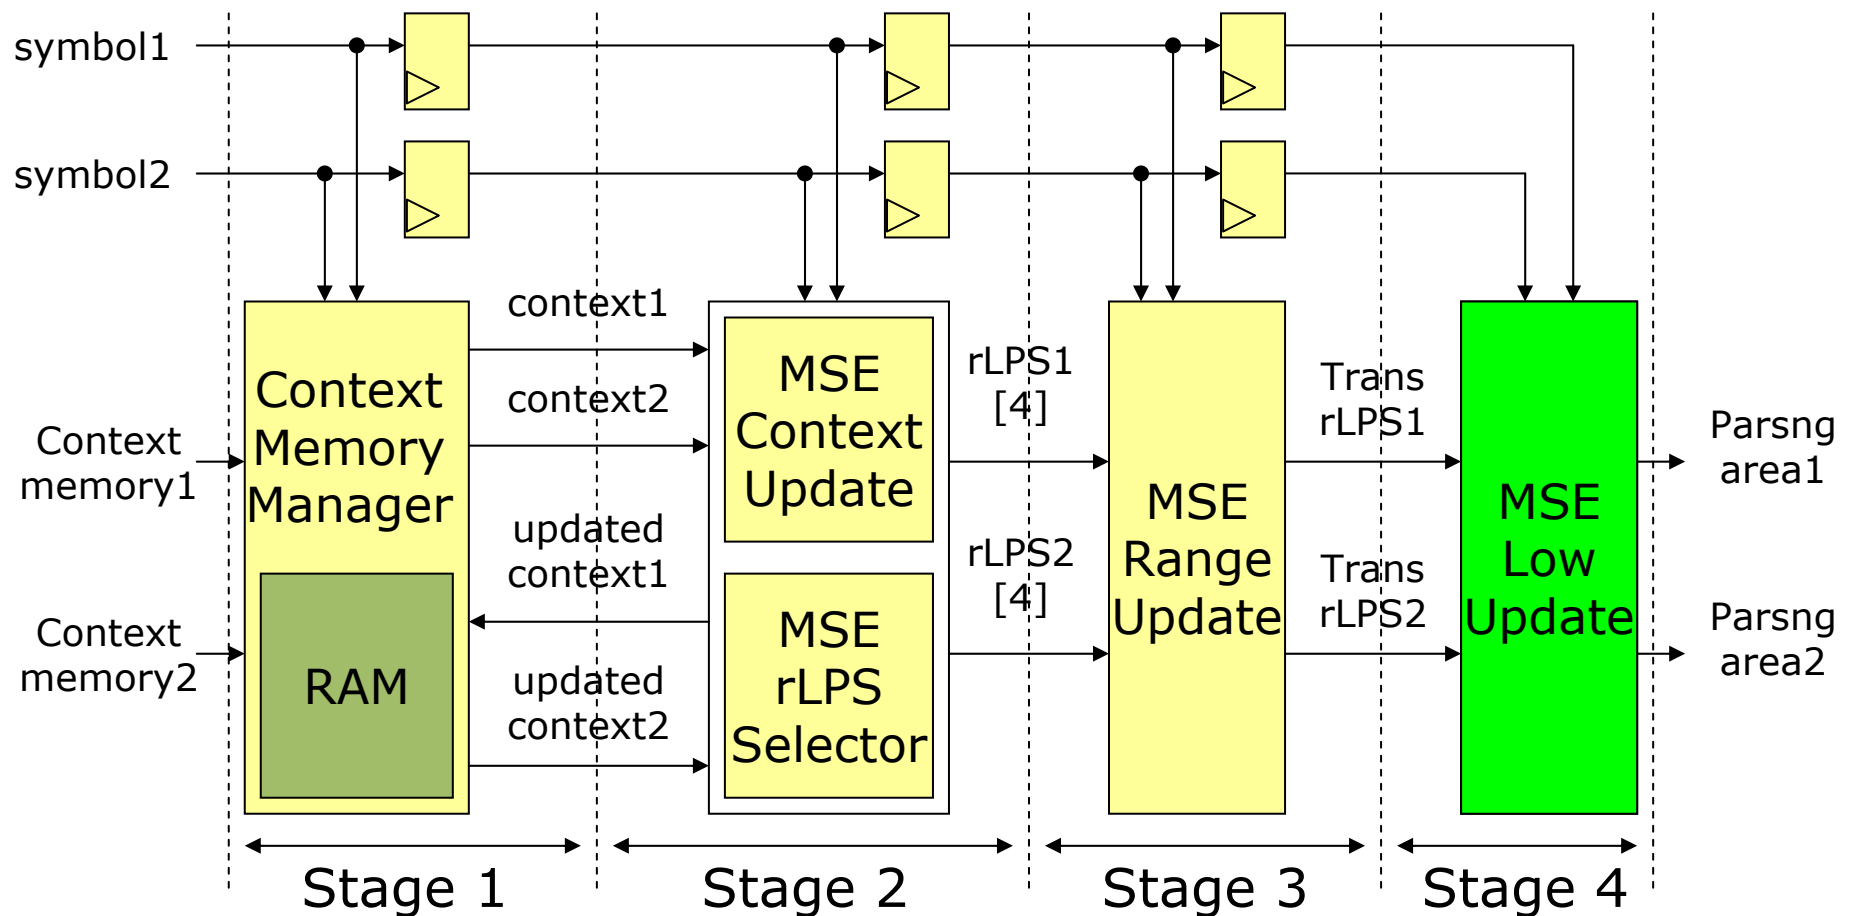 symbol1
symbol2
context1
context2
updated
context1
updated
context2
Context
memory1
Context
memory2
Context
Memory
Manager
RAM
MSE
Context
Update
MSE
rLPS
Selector
rLPS1
[4]
rLPS2
[4]
MSE
Range
Update
Trans
rLPS1
Trans
rLPS2
MSE
Low
Update
Parsng
area1
Parsng
area2
Stage 1
Stage 2
Stage 3
Stage 4